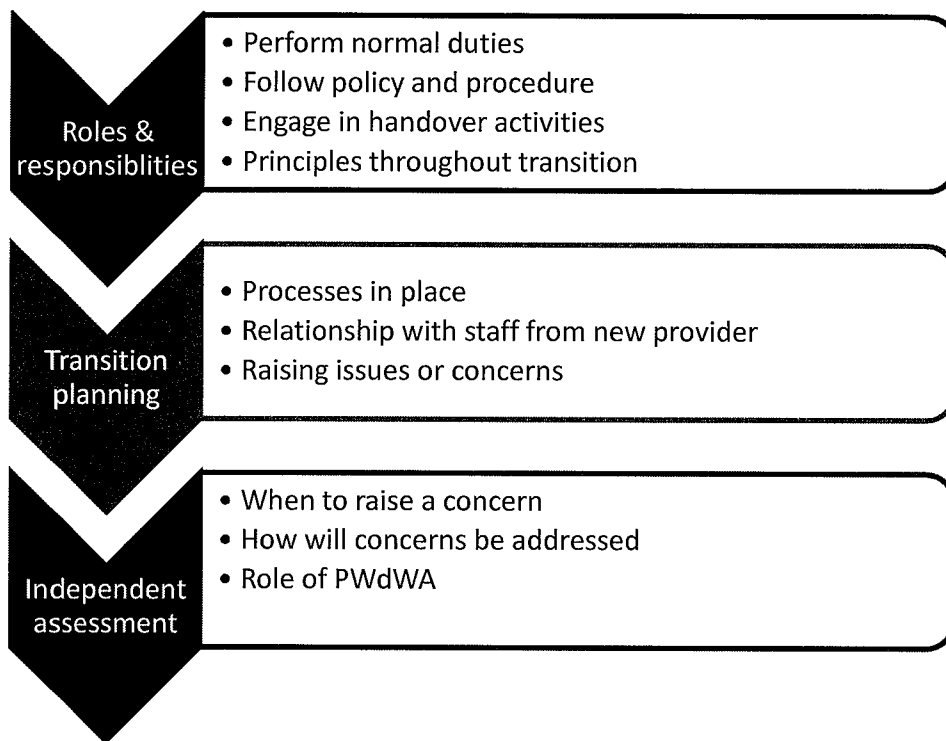 Roles &
responsiblities
• Perform normal duties
• Follow policy and procedure
• Engage in handover activities
• Principles throughout transition
Transition
planning
• Processes in place
• Relationship with staff from new provider
• Raising issues or concerns
Independent
assessment
• When to raise a concern
• How will concerns be addressed
• Role of PWdWA